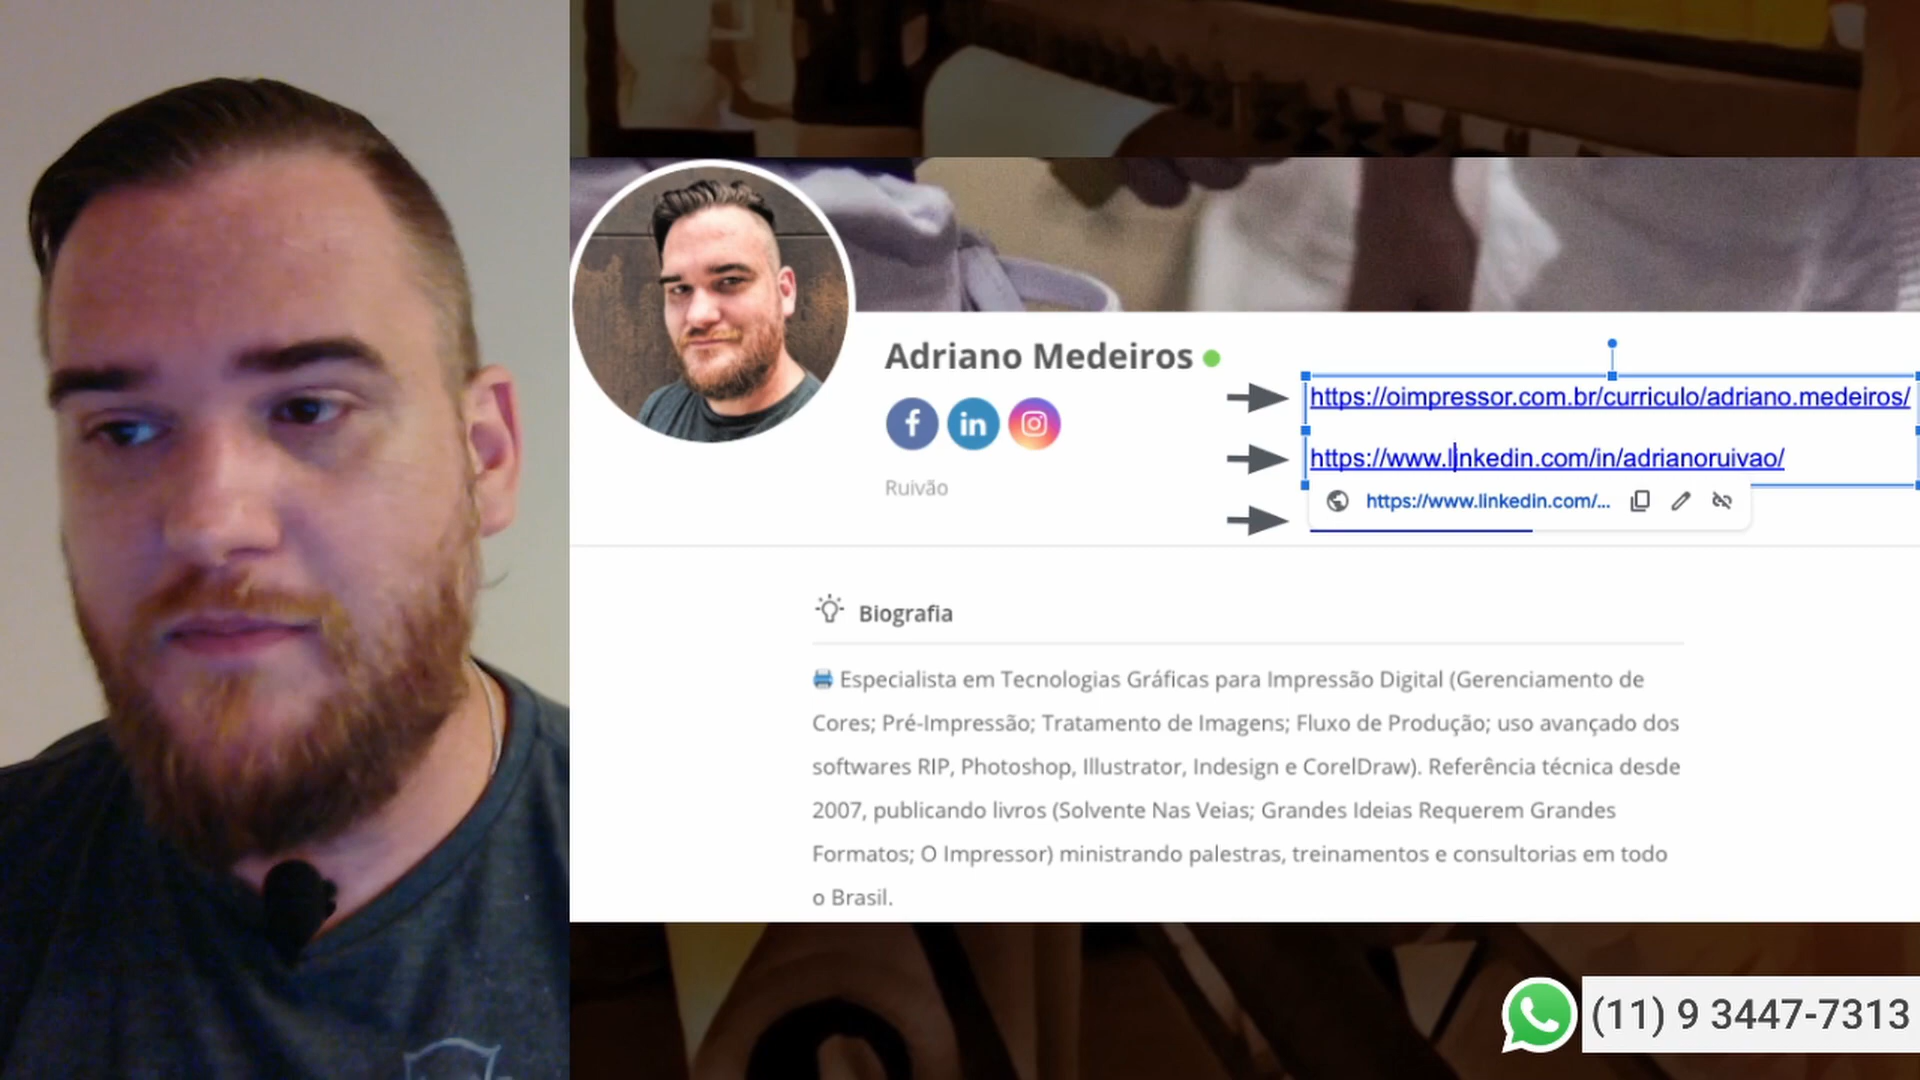 Adriano Medeiros
Ruivão
https://oimpressor.com.br/curriculo/adriano.medeiros/
https://www.linkedin.com/in/adrianoruivao/
https://www.linkedin.com/...
Biografia
Especialista em Tecnologias Gráficas para Impressão Digital (Gerenciamento de
Cores; Pré-Impressão; Tratamento de Imagens; Fluxo de Produção; uso avançado dos
softwares RIP, Photoshop, Illustrator, Indesign e CorelDraw). Referência técnica desde
2007, publicando livros (Solvente Nas Veias; Grandes Ideias Requerem Grandes
Formatos; O Impressor) ministrando palestras, treinamentos e consultorias em todo
o Brasil.
(11) 9 3447-7313